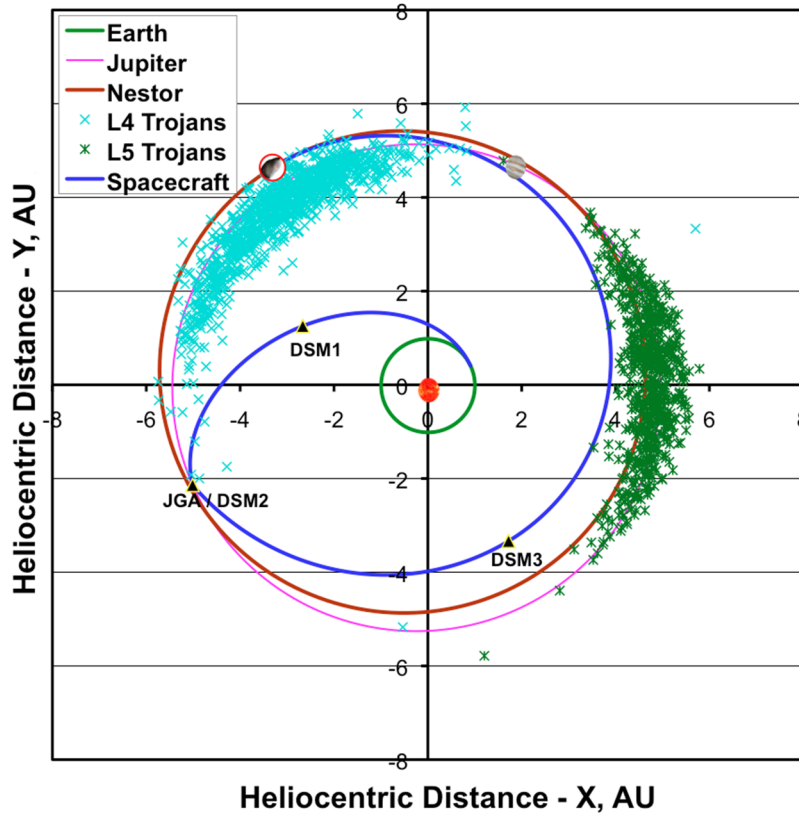 8
Earth
Jupiter
Nestor
L4 Trojans
L5 Trojans
Spacecraft
6
4
2
DSM1
0
-8
-6
-4
-2
0
2
4
6
-2
JGA / DSM2
DSM3
-4
-6
-8
Heliocentric Distance - Y, AU
Heliocentric Distance - X, AU